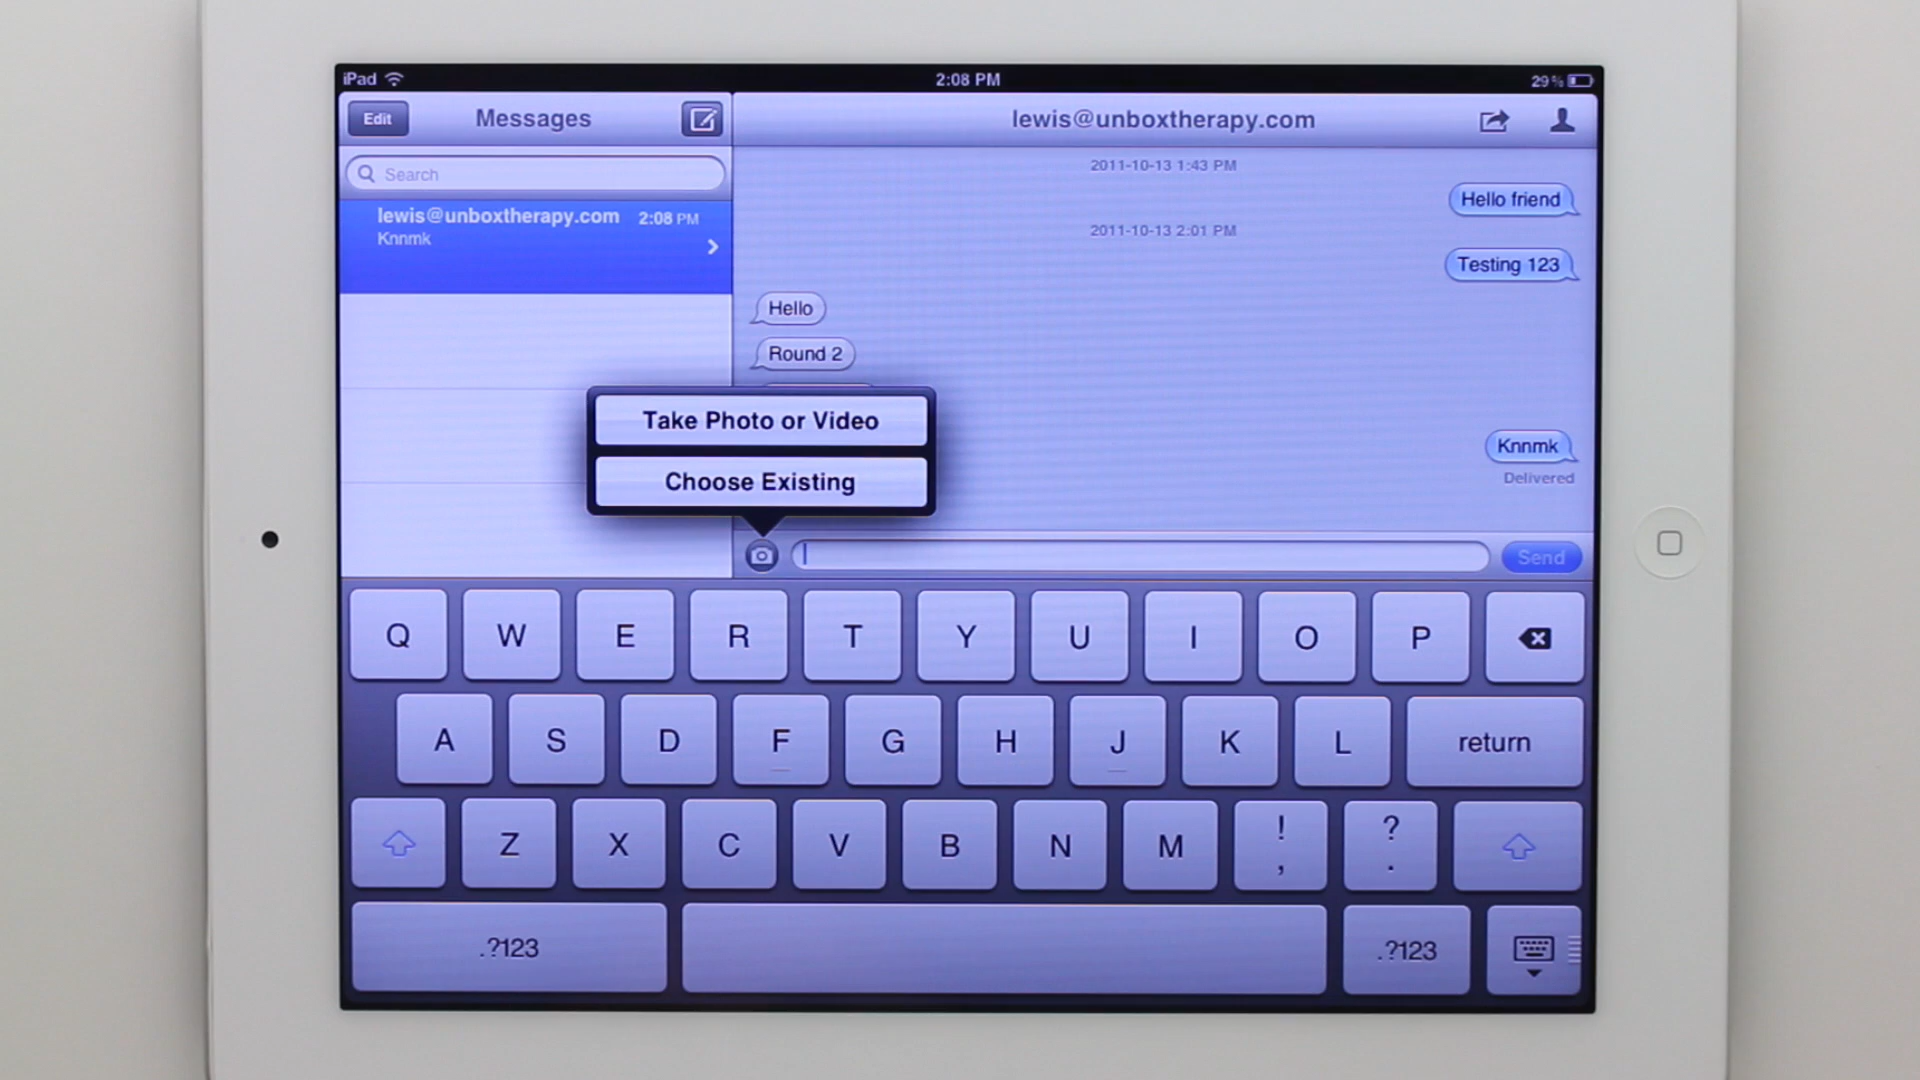 iPad 2:08 PM 29%
Edit Messages
lewis@unboxtherapy.com
Search
lewis@unboxtherapy.com 2:08 PM
Knnmk
2011-10-13 1:43 PM
Hello friend
2011-10-13 2:01 PM
Testing 123
Hello
Round 2
Take Photo or Video
Choose Existing
Knnmk
Delivered
Send
Q W E R T Y U I O P
A S D F G H J K L return
Z X C V B N M ! , ? .
.?123 .?123